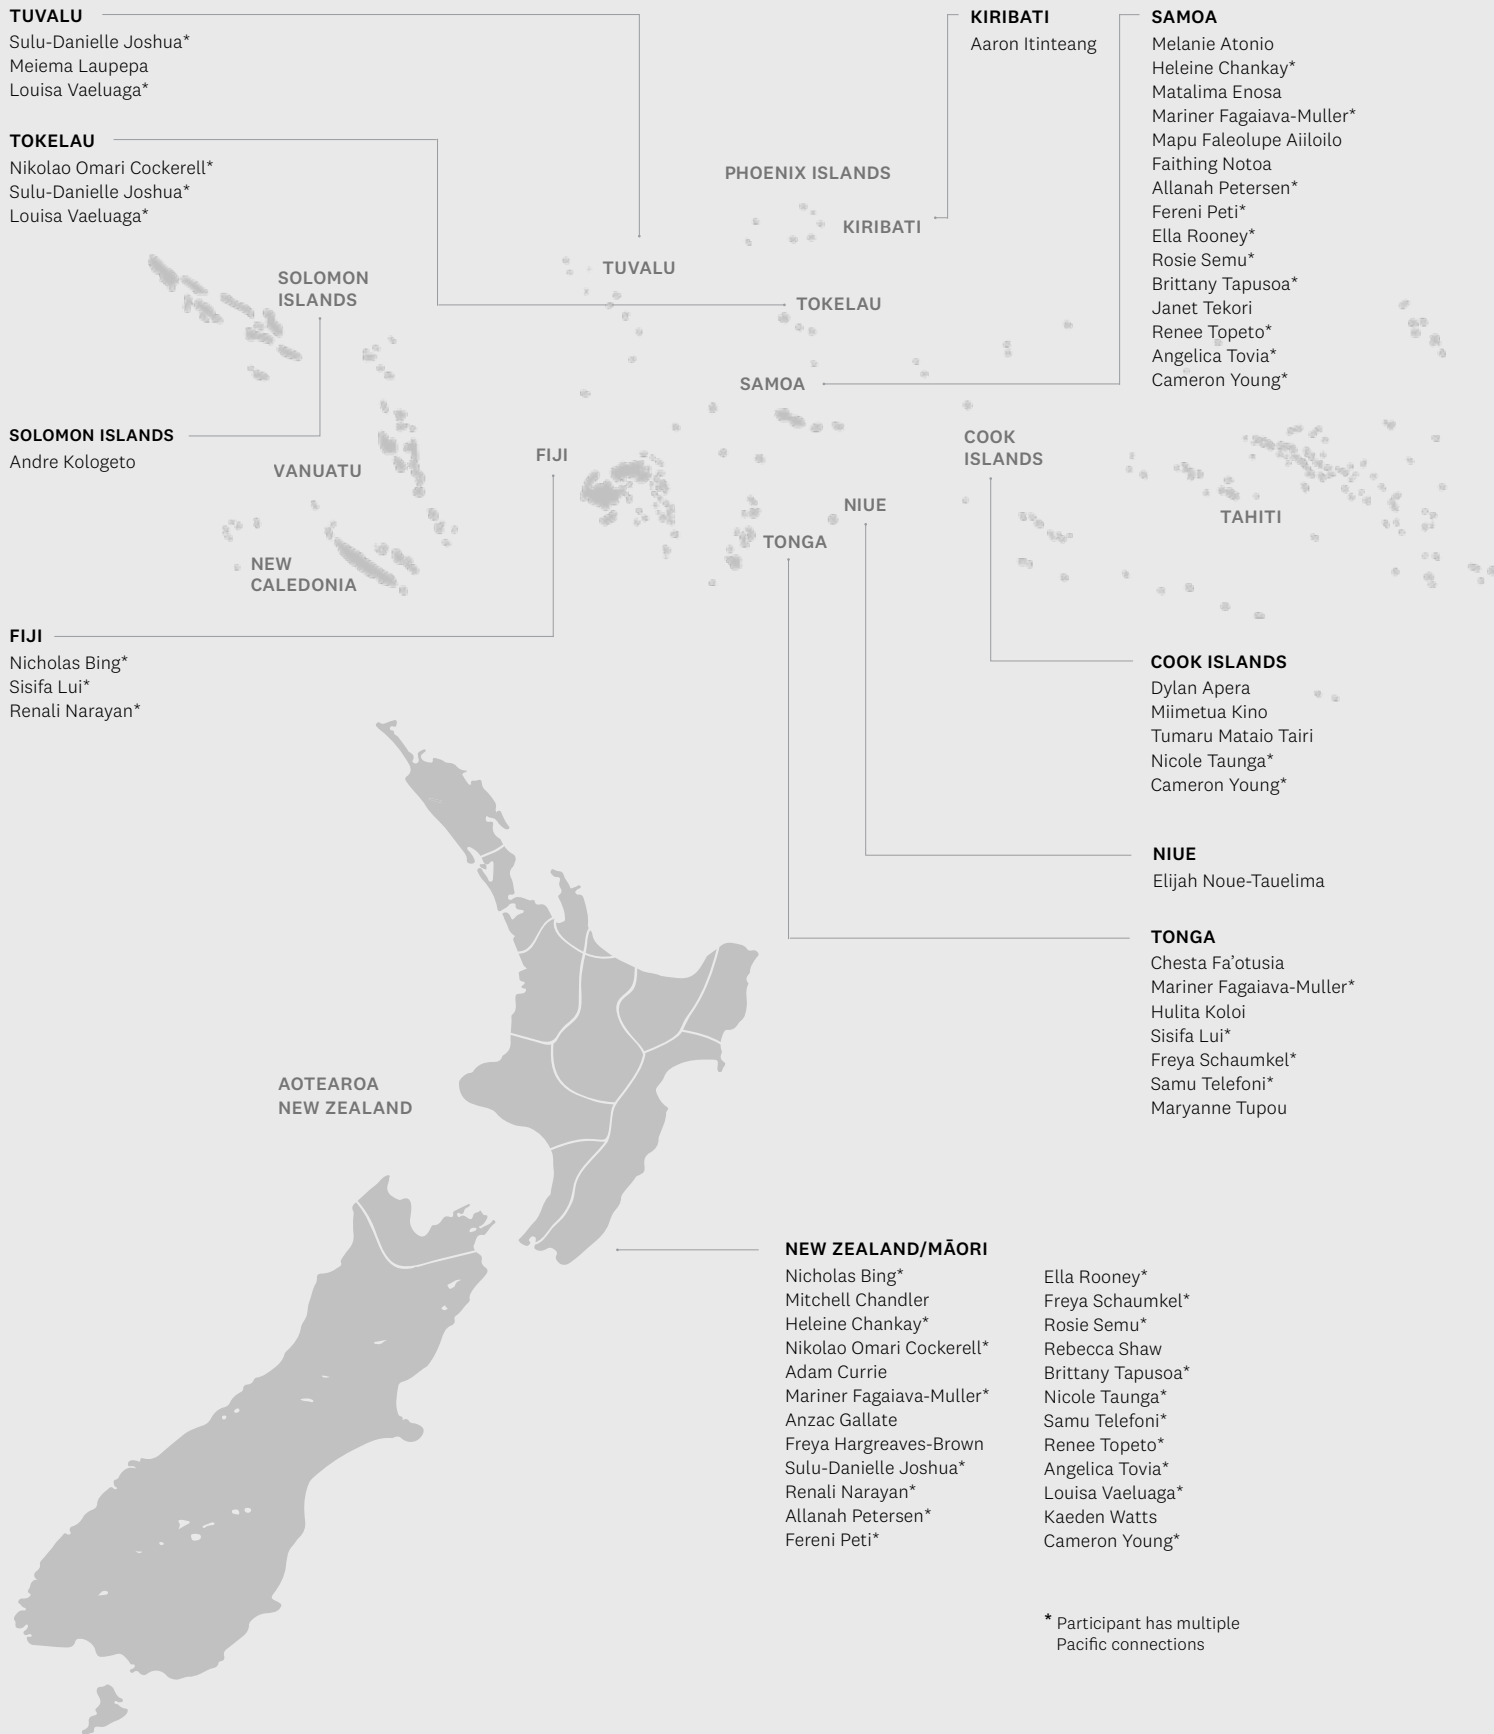 TUVALU
Sulu-Danielle Joshua*
Meiema Laupepa
Louisa Vaeluaga*
TOKELAU
Nikolao Omari Cockerell*
Sulu-Danielle Joshua*
Louisa Vaeluaga*
KIRIBATI
Aaron Itinteang
SAMOA
Melanie Atonio
Heleine Chankay*
Matalima Enosa
Mariner Fagaiava-Muller*
Mapu Faleolupe Aiiloilo
Faithing Notoa
Allanah Petersen*
Fereni Peti*
Ella Rooney*
Rosie Semu*
Brittany Tapusoa*
Janet Tekori
Renee Topeto*
Angelica Tovia*
Cameron Young*
PHOENIX ISLANDS
KIRIBATI
TUVALU
SOLOMON
ISLANDS
TOKELAU
SAMOA
SOLOMON ISLANDS
Andre Kologeto
VANUATU
FIJI
COOK
ISLANDS
NIUE
TAHITI
TONGA
NEW
CALEDONIA
FIJI
Nicholas Bing*
Sisifa Lui*
Renali Narayan*
COOK ISLANDS
Dylan Apera
Miimetua Kino
Tumaru Mataio Tairi
Nicole Taunga*
Cameron Young*
NIUE
Elijah Noue-Tauelima
TONGA
Chesta Fa’otusia
Mariner Fagaiava-Muller*
Hulita Koloi
Sisifa Lui*
Freya Schaumkel*
Samu Telefoni*
Maryanne Tupou
AOTEAROA
NEW ZEALAND
NEW ZEALAND/MĀORI
Nicholas Bing*
Mitchell Chandler
Heleine Chankay*
Nikolao Omari Cockerell*
Adam Currie
Mariner Fagaiava-Muller*
Anzac Gallate
Freya Hargreaves-Brown
Sulu-Danielle Joshua*
Renali Narayan*
Allanah Petersen*
Fereni Peti*
Ella Rooney*
Freya Schaumkel*
Rosie Semu*
Rebecca Shaw
Brittany Tapusoa*
Nicole Taunga*
Samu Telefoni*
Renee Topeto*
Angelica Tovia*
Louisa Vaeluaga*
Kaeden Watts
Cameron Young*
* Participant has multiple
Pacific connections